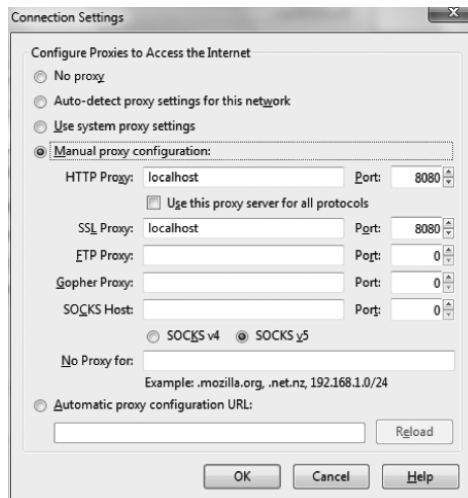 Connection Settings
Configure Proxies to Access the Internet
No proxy
Auto-detect proxy settings for this network
Use system proxy settings
Manual proxy configuration:
HTTP Proxy: localhost Port: 8080
Use this proxy server for all protocols
SSL Proxy: localhost Port: 8080
FTP Proxy: Port: 0
Gopher Proxy: Port: 0
SOCKS Host: Port: 0
SOCKS v4 SOCKS v5
No Proxy for:
Example: .mozilla.org, .net.nz, 192.168.1.0/24
Automatic proxy configuration URL:
Reload
OK Cancel Help